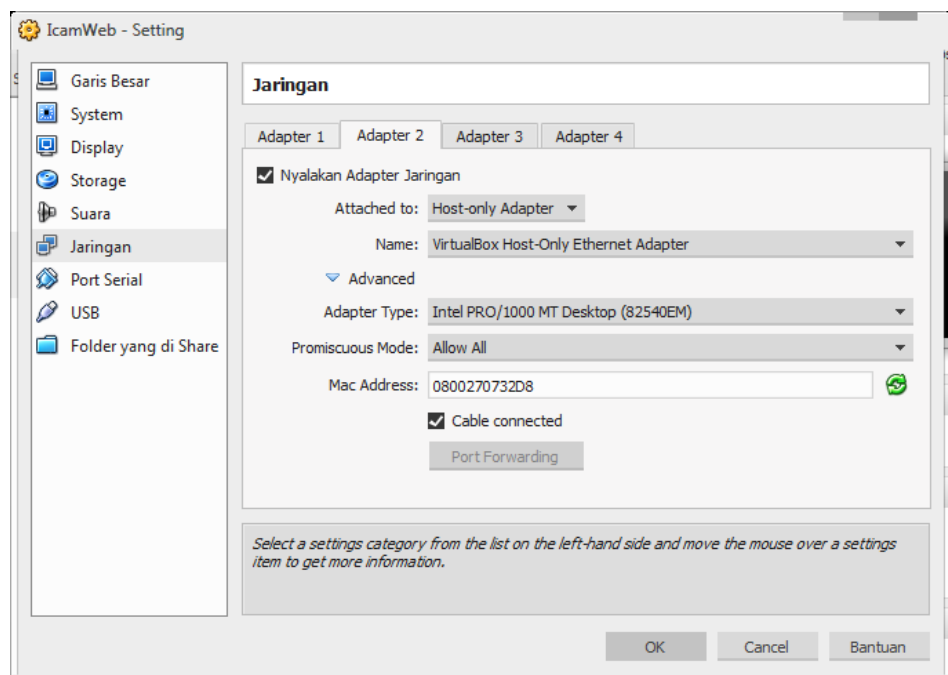 IcamWeb - Setting
Garis Besar
System
Display
Storage
Suara
Jaringan
Port Serial
USB
Folder yang di Share
Jaringan
Adapter 1 Adapter 2 Adapter 3 Adapter 4
Nyalakan Adapter Jaringan
Attached to: Host-only Adapter
Name: VirtualBox Host-Only Ethernet Adapter
Advanced
Adapter Type: Intel PRO/1000 MT Desktop (82540EM)
Promiscuous Mode: Allow All
Mac Address: 0800270732D8
Cable connected
Port Forwarding
Select a settings category from the list on the left-hand side and move the mouse over a settings
item to get more information.
OK Cancel Bantuan